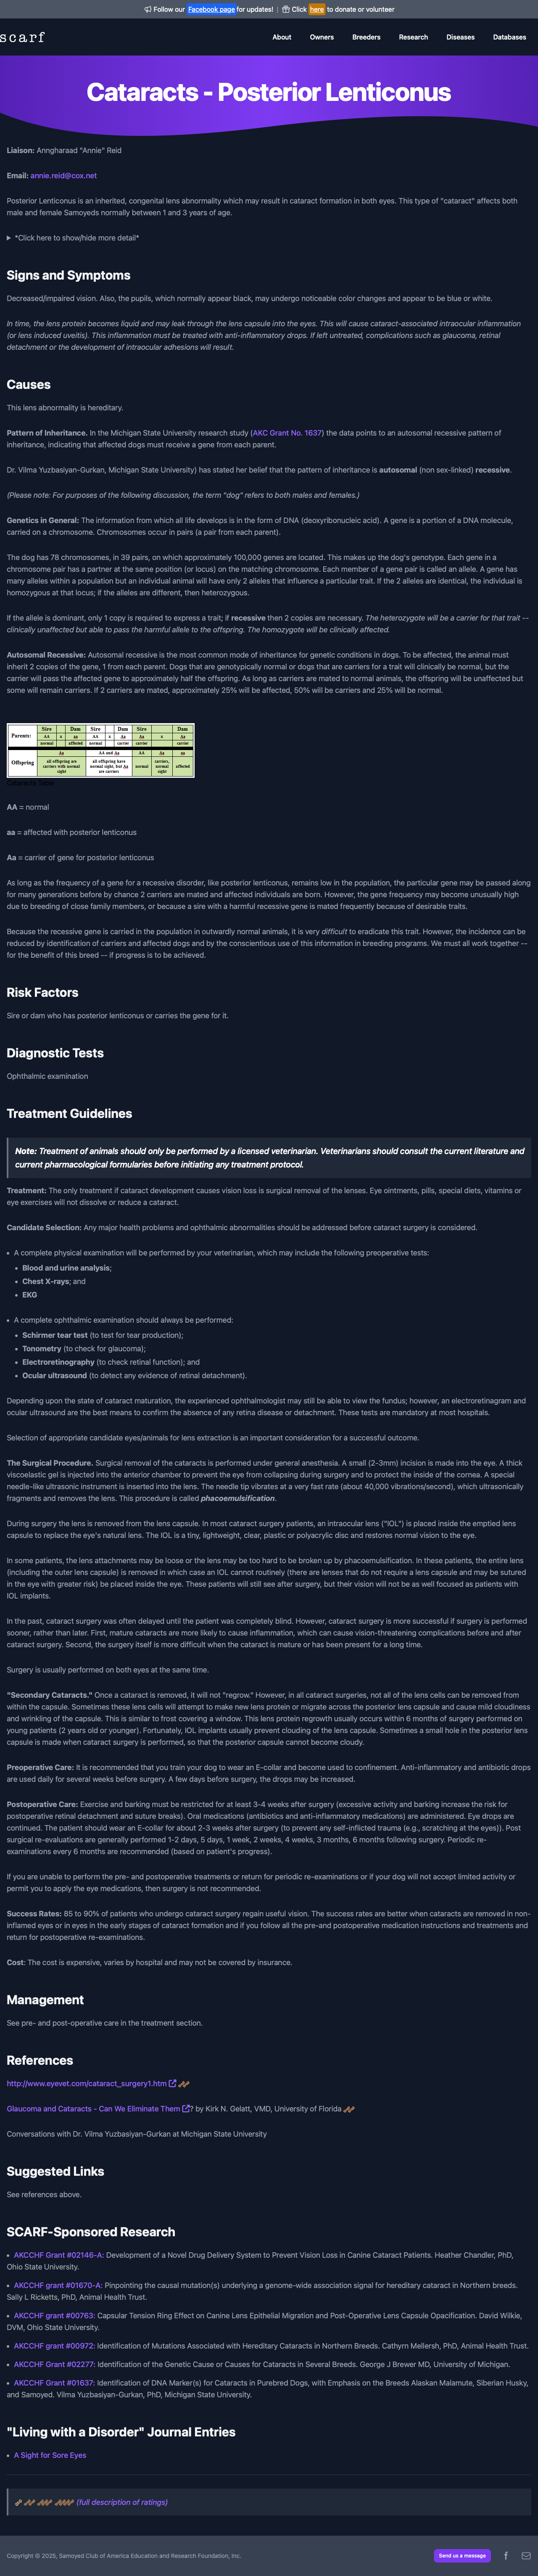 Follow our Facebook page for updates! | Click here to donate or volunteer
scarf
About Owners Breeders Research Diseases Databases
Cataracts - Posterior Lenticonus
Liaison: Anngharaad "Annie" Reid
Email: annie.reid@cox.net
Posterior Lenticonus is an inherited, congenital lens abnormality which may result in cataract formation in both eyes. This type of "cataract" affects both
male and female Samoyeds normally between 1 and 3 years of age.
*Click here to show/hide more detail*
Signs and Symptoms
Decreased/impaired vision. Also, the pupils, which normally appear black, may undergo noticeable color changes and appear to be blue or white.
In time, the lens protein becomes liquid and may leak through the lens capsule into the eyes. This will cause cataract-associated intraocular inflammation
(or lens induced uveitis). This inflammation must be treated with anti-inflammatory drops. If left untreated, complications such as glaucoma, retinal
detachment or the development of intraocular adhesions will result.
Causes
This lens abnormality is hereditary.
Pattern of Inheritance. In the Michigan State University research study (AKC Grant No. 1637) the data points to an autosomal recessive pattern of
inheritance, indicating that affected dogs must receive a gene from each parent.
Dr. Vilma Yuzbasiyan-Gurkan, Michigan State University) has stated her belief that the pattern of inheritance is autosomal (non sex-linked) recessive.
(Please note: For purposes of the following discussion, the term "dog" refers to both males and females.)
Genetics in General: The information from which all life develops is in the form of DNA (deoxyribonucleic acid). A gene is a portion of a DNA molecule,
carried on a chromosome. Chromosomes occur in pairs (a pair from each parent).
The dog has 78 chromosomes, in 39 pairs, on which approximately 100,000 genes are located. This makes up the dog's genotype. Each gene in a
chromosome pair has a partner at the same position (or locus) on the matching chromosome. Each member of a gene pair is called an allele. A gene has
many alleles within a population but an individual animal will have only 2 alleles that influence a particular trait. If the 2 alleles are identical, the individual is
homozygous at that locus; if the alleles are different, then heterozygous.
If the allele is dominant, only 1 copy is required to express a trait; if recessive then 2 copies are necessary. The heterozygote will be a carrier for that trait --
clinically unaffected but able to pass the harmful allele to the offspring. The homozygote will be clinically affected.
Autosomal Recessive: Autosomal recessive is the most common mode of inheritance for genetic conditions in dogs. To be affected, the animal must
inherit 2 copies of the gene, 1 from each parent. Dogs that are genotypically normal or dogs that are carriers for a trait will clinically be normal, but the
carrier will pass the affected gene to approximately half the offspring. As long as carriers are mated to normal animals, the offspring will be unaffected but
some will remain carriers. If 2 carriers are mated, approximately 25% will be affected, 50% will be carriers and 25% will be normal.
Sire Dam Sire Dam Sire Dam
Parents: AA x aa AA x Aa Aa x Aa
normal affected normal carrier carrier carrier
Aa AA and Aa AA Aa aa
Offspring all offspring are carriers with normal sight all offspring have normal sight, but Aa are carriers normal carriers, normal sight affected
Cataracts Table
AA = normal
aa = affected with posterior lenticonus
Aa = carrier of gene for posterior lenticonus
As long as the frequency of a gene for a recessive disorder, like posterior lenticonus, remains low in the population, the particular gene may be passed along
for many generations before by chance 2 carriers are mated and affected individuals are born. However, the gene frequency may become unusually high
due to breeding of close family members, or because a sire with a harmful recessive gene is mated frequently because of desirable traits.
Because the recessive gene is carried in the population in outwardly normal animals, it is very difficult to eradicate this trait. However, the incidence can be
reduced by identification of carriers and affected dogs and by the conscientious use of this information in breeding programs. We must all work together --
for the benefit of this breed -- if progress is to be achieved.
Risk Factors
Sire or dam who has posterior lenticonus or carries the gene for it.
Diagnostic Tests
Ophthalmic examination
Treatment Guidelines
Note: Treatment of animals should only be performed by a licensed veterinarian. Veterinarians should consult the current literature and
current pharmacological formularies before initiating any treatment protocol.
Treatment: The only treatment if cataract development causes vision loss is surgical removal of the lenses. Eye ointments, pills, special diets, vitamins or
eye exercises will not dissolve or reduce a cataract.
Candidate Selection: Any major health problems and ophthalmic abnormalities should be addressed before cataract surgery is considered.
• A complete physical examination will be performed by your veterinarian, which may include the following preoperative tests:
• Blood and urine analysis;
• Chest X-rays; and
• EKG
• A complete ophthalmic examination should always be performed:
• Schirmer tear test (to test for tear production);
• Tonometry (to check for glaucoma);
• Electroretinography (to check retinal function); and
• Ocular ultrasound (to detect any evidence of retinal detachment).
Depending upon the state of cataract maturation, the experienced ophthalmologist may still be able to view the fundus; however, an electroretinagram and
ocular ultrasound are the best means to confirm the absence of any retina disease or detachment. These tests are mandatory at most hospitals.
Selection of appropriate candidate eyes/animals for lens extraction is an important consideration for a successful outcome.
The Surgical Procedure. Surgical removal of the cataracts is performed under general anesthesia. A small (2-3mm) incision is made into the eye. A thick
viscoelastic gel is injected into the anterior chamber to prevent the eye from collapsing during surgery and to protect the inside of the cornea. A special
needle-like ultrasonic instrument is inserted into the lens. The needle tip vibrates at a very fast rate (about 40,000 vibrations/second), which ultrasonically
fragments and removes the lens. This procedure is called phacoemulsification.
During surgery the lens is removed from the lens capsule. In most cataract surgery patients, an intraocular lens ("IOL") is placed inside the emptied lens
capsule to replace the eye's natural lens. The IOL is a tiny, lightweight, clear, plastic or polyacrylic disc and restores normal vision to the eye.
In some patients, the lens attachments may be loose or the lens may be too hard to be broken up by phacoemulsification. In these patients, the entire lens
(including the outer lens capsule) is removed in which case an IOL cannot routinely (there are lenses that do not require a lens capsule and may be sutured
in the eye with greater risk) be placed inside the eye. These patients will still see after surgery, but their vision will not be as well focused as patients with
IOL implants.
In the past, cataract surgery was often delayed until the patient was completely blind. However, cataract surgery is more successful if surgery is performed
sooner, rather than later. First, mature cataracts are more likely to cause inflammation, which can cause vision-threatening complications before and after
cataract surgery. Second, the surgery itself is more difficult when the cataract is mature or has been present for a long time.
Surgery is usually performed on both eyes at the same time.
"Secondary Cataracts." Once a cataract is removed, it will not "regrow." However, in all cataract surgeries, not all of the lens cells can be removed from
within the capsule. Sometimes these lens cells will attempt to make new lens protein or migrate across the posterior lens capsule and cause mild cloudiness
and wrinkling of the capsule. This is similar to frost covering a window. This lens protein regrowth usually occurs within 6 months of surgery performed on
young patients (2 years old or younger). Fortunately, IOL implants usually prevent clouding of the lens capsule. Sometimes a small hole in the posterior lens
capsule is made when cataract surgery is performed, so that the posterior capsule cannot become cloudy.
Preoperative Care: It is recommended that you train your dog to wear an E-collar and become used to confinement. Anti-inflammatory and antibiotic drops
are used daily for several weeks before surgery. A few days before surgery, the drops may be increased.
Postoperative Care: Exercise and barking must be restricted for at least 3-4 weeks after surgery (excessive activity and barking increase the risk for
postoperative retinal detachment and suture breaks). Oral medications (antibiotics and anti-inflammatory medications) are administered. Eye drops are
continued. The patient should wear an E-collar for about 2-3 weeks after surgery (to prevent any self-inflicted trauma (e.g., scratching at the eyes)). Post
surgical re-evaluations are generally performed 1-2 days, 5 days, 1 week, 2 weeks, 4 weeks, 3 months, 6 months following surgery. Periodic re-
examinations every 6 months are recommended (based on patient's progress).
If you are unable to perform the pre- and postoperative treatments or return for periodic re-examinations or if your dog will not accept limited activity or
permit you to apply the eye medications, then surgery is not recommended.
Success Rates: 85 to 90% of patients who undergo cataract surgery regain useful vision. The success rates are better when cataracts are removed in non-
inflamed eyes or in eyes in the early stages of cataract formation and if you follow all the pre-and postoperative medication instructions and treatments and
return for postoperative re-examinations.
Cost: The cost is expensive, varies by hospital and may not be covered by insurance.
Management
See pre- and post-operative care in the treatment section.
References
http://www.eyevet.com/cataract_surgery1.htm
Glaucoma and Cataracts - Can We Eliminate Them ? by Kirk N. Gelatt, VMD, University of Florida
Conversations with Dr. Vilma Yuzbasiyan-Gurkan at Michigan State University
Suggested Links
See references above.
SCARF-Sponsored Research
• AKCCHF Grant #02146-A: Development of a Novel Drug Delivery System to Prevent Vision Loss in Canine Cataract Patients. Heather Chandler, PhD,
Ohio State University.
• AKCCHF grant #01670-A: Pinpointing the causal mutation(s) underlying a genome-wide association signal for hereditary cataract in Northern breeds.
Sally L Ricketts, PhD, Animal Health Trust.
• AKCCHF grant #00763: Capsular Tension Ring Effect on Canine Lens Epithelial Migration and Post-Operative Lens Capsule Opacification. David Wilkie,
DVM, Ohio State University.
• AKCCHF grant #00972: Identification of Mutations Associated with Hereditary Cataracts in Northern Breeds. Cathryn Mellersh, PhD, Animal Health Trust.
• AKCCHF Grant #02277: Identification of the Genetic Cause or Causes for Cataracts in Several Breeds. George J Brewer MD, University of Michigan.
• AKCCHF Grant #01637: Identification of DNA Marker(s) for Cataracts in Purebred Dogs, with Emphasis on the Breeds Alaskan Malamute, Siberian Husky,
and Samoyed. Vilma Yuzbasiyan-Gurkan, PhD, Michigan State University.
"Living with a Disorder" Journal Entries
• A Sight for Sore Eyes
(full description of ratings)
Copyright © 2025, Samoyed Club of America Education and Research Foundation, Inc.
Send us a message